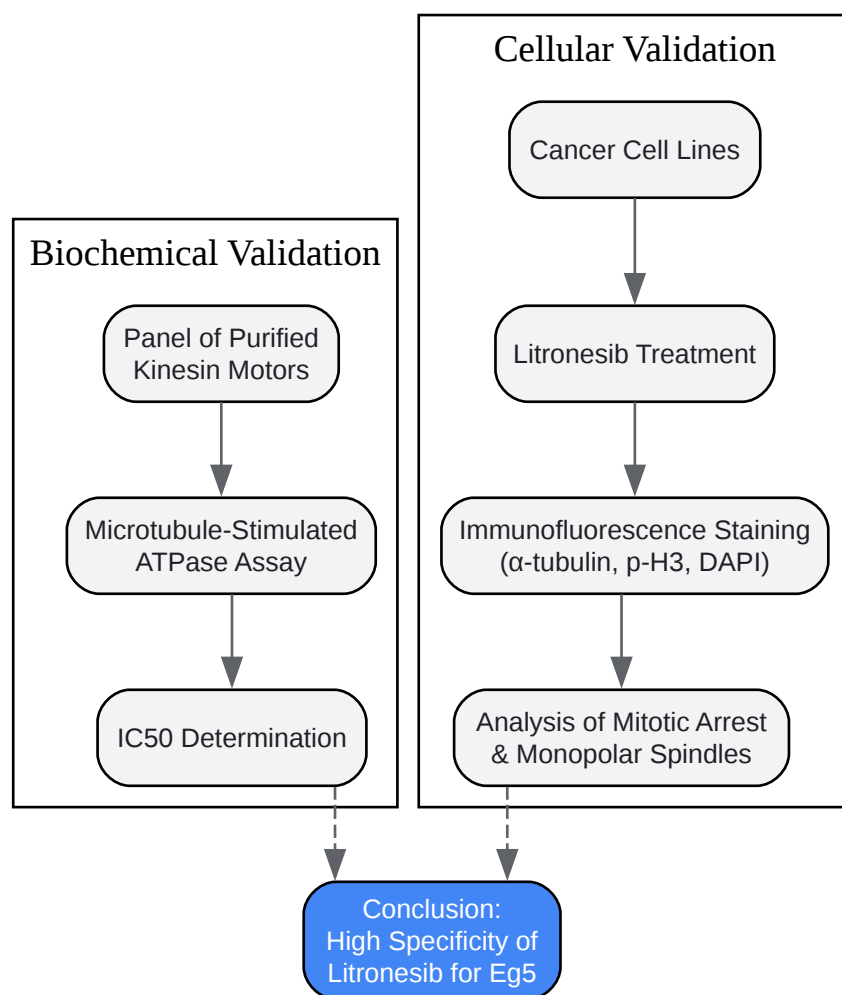 Biochemical Validation
Panel of Purified
Kinesin Motors
Microtubule-Stimulated
ATPase Assay
IC50 Determination
Cellular Validation
Cancer Cell Lines
Litronesib Treatment
Immunofluorescence Staining
(α-tubulin, p-H3, DAPI)
Analysis of Mitotic Arrest
& Monopolar Spindles
Conclusion:
High Specificity of
Litronesib for Eg5